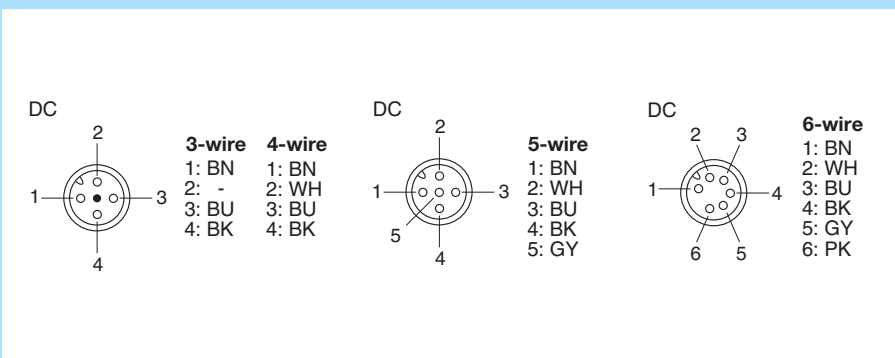 DC
2
1
3
4
3-wire 4-wire
1: BN 1: BN
2: - 2: WH
3: BU 3: BU
4: BK 4: BK
DC
2
1
3
5
4
5-wire
1: BN
2: WH
3: BU
4: BK
5: GY
DC
2 3
1
4
6 5
6-wire
1: BN
2: WH
3: BU
4: BK
5: GY
6: PK